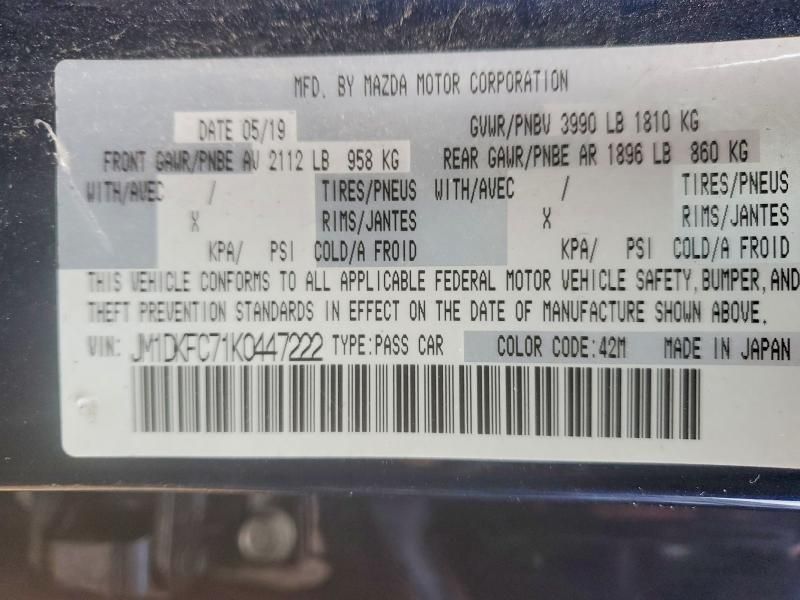 MFD. BY MAZDA MOTOR CORPORATION
DATE 05/19 GVWR/PNBV 3990 LB 1810 KG
FRONT GAWR/PNBE AV 2112 LB 958 KG REAR GAWR/PNBE AR 1896 LB 860 KG
WITH/AVEC / TIRES/PNEUS WITH/AVEC / TIRES/PNEUS
X RIMS/JANTES X RIMS/JANTES
KPA/ PSI COLD/A FROID KPA/ PSI COLD/A FROID
THIS VEHICLE CONFORMS TO ALL APPLICABLE FEDERAL MOTOR VEHICLE SAFETY, BUMPER, AND
THEFT PREVENTION STANDARDS IN EFFECT ON THE DATE OF MANUFACTURE SHOWN ABOVE.
VIN: JM1DKFC71K0447222 TYPE:PASS CAR COLOR CODE:42M MADE IN JAPAN